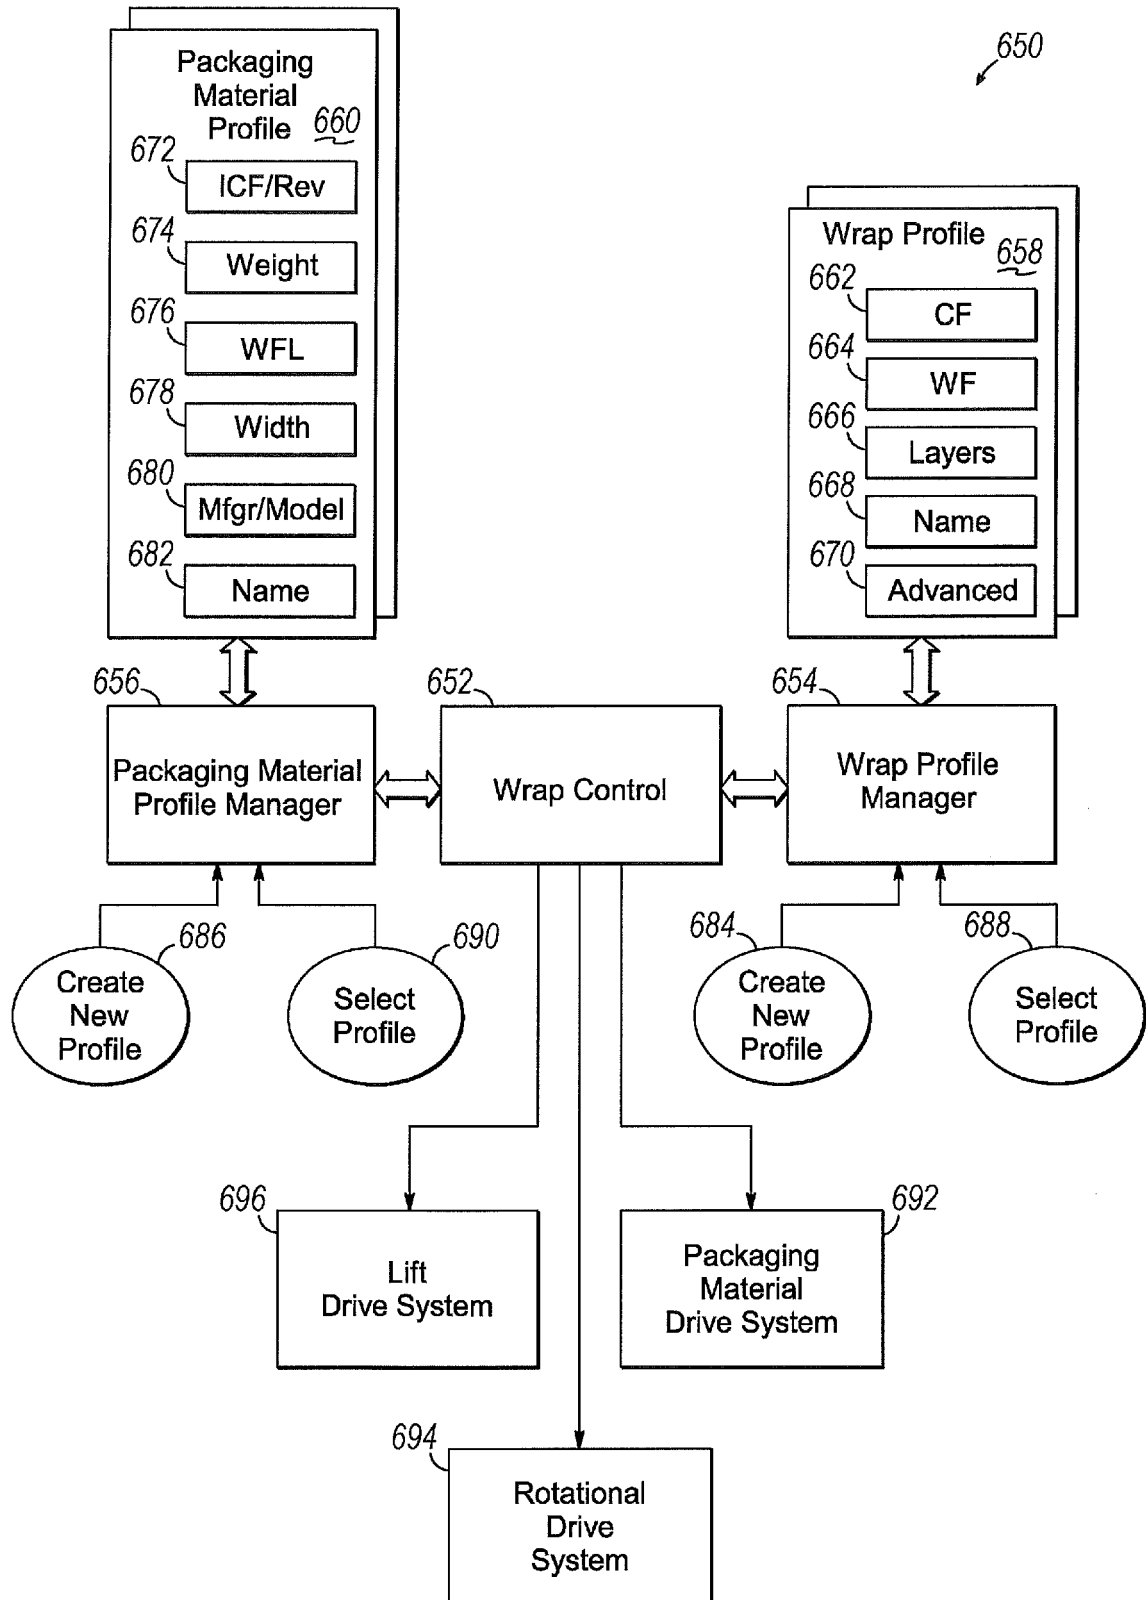 650
Packaging
Material
Profile 660
672
ICF/Rev
674
Weight
676
WFL
678
Width
680
Mfgr/Model
682
Name
Wrap Profile
658
662
CF
664
WF
666
Layers
668
Name
670
Advanced
656
Packaging Material
Profile Manager
652
Wrap Control
654
Wrap Profile
Manager
686
Create
New
Profile
690
Select
Profile
684
Create
New
Profile
688
Select
Profile
696
Lift
Drive System
692
Packaging
Material
Drive System
694
Rotational
Drive
System